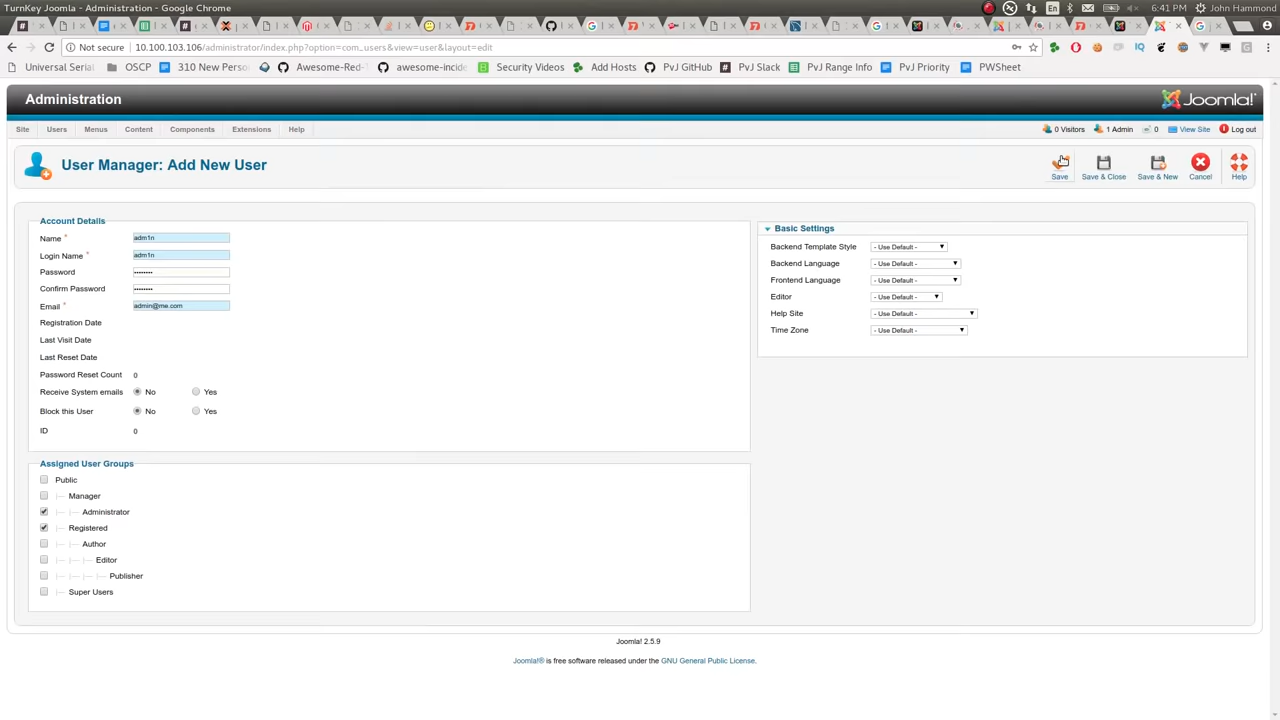 TurnKey Joomla - Administration - Google Chrome
En
6:41 PM
John Hammond
Not secure
10.100.103.106/administrator/index.php?option=com_users&view=user&layout=edit
Universal Serial
OSCP
310 New Person
Awesome-Red-T
awesome-incide
Security Videos
Add Hosts
PvJ GitHub
PvJ Slack
PvJ Range Info
PvJ Priority
PWSheet
Administration
Joomla!
Site
Users
Menus
Content
Components
Extensions
Help
0 Visitors
1 Admin
0
View Site
Log out
User Manager: Add New User
Save
Save & Close
Save & New
Cancel
Help
Account Details
Name *
adm1n
Login Name *
adm1n
Password
••••••••
Confirm Password
••••••••
Email *
admin@me.com
Registration Date
Last Visit Date
Last Reset Date
Password Reset Count
0
Receive System emails
No
Yes
Block this User
No
Yes
ID
0
Assigned User Groups
Public
Manager
Administrator
Registered
Author
Editor
Publisher
Super Users
Basic Settings
Backend Template Style
- Use Default -
Backend Language
- Use Default -
Frontend Language
- Use Default -
Editor
- Use Default -
Help Site
- Use Default -
Time Zone
- Use Default -
Joomla! 2.5.9
Joomla!® is free software released under the GNU General Public License.